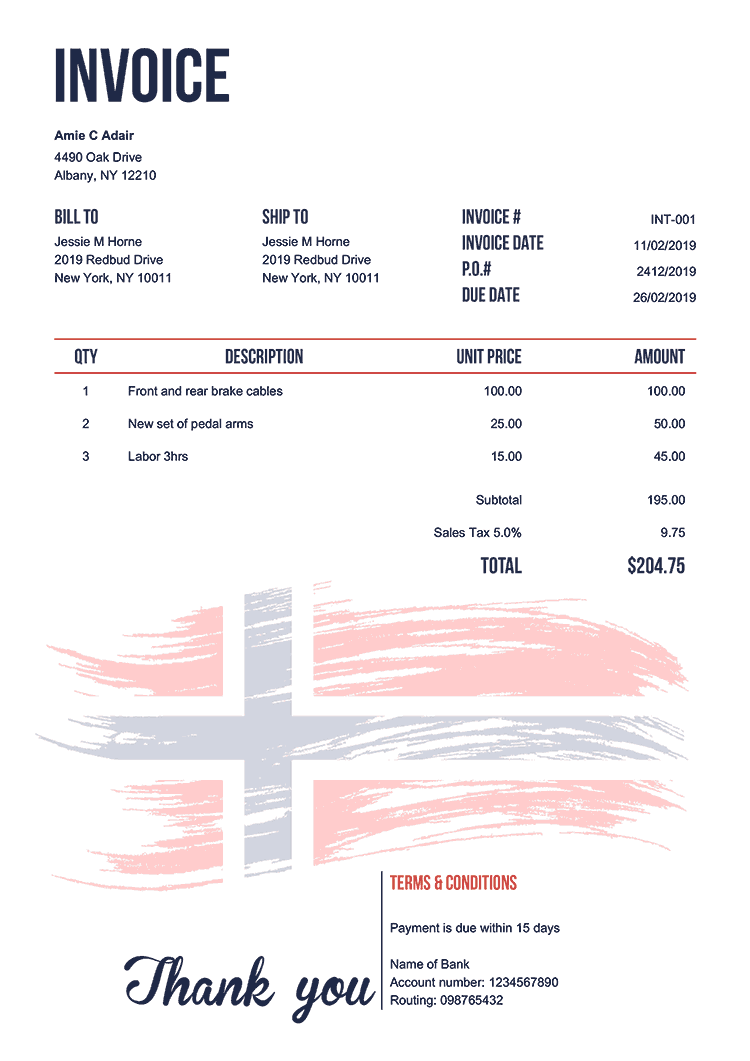 INVOICE
Amie C Adair
4490 Oak Drive
Albany, NY 12210
BILL TO
Jessie M Horne
2019 Redbud Drive
New York, NY 10011
SHIP TO
Jessie M Horne
2019 Redbud Drive
New York, NY 10011
INVOICE # INT-001
INVOICE DATE 11/02/2019
P.O.# 2412/2019
DUE DATE 26/02/2019
QTY DESCRIPTION UNIT PRICE AMOUNT
1 Front and rear brake cables 100.00 100.00
2 New set of pedal arms 25.00 50.00
3 Labor 3hrs 15.00 45.00
Subtotal 195.00
Sales Tax 5.0% 9.75
TOTAL $204.75
Thank you
TERMS & CONDITIONS
Payment is due within 15 days
Name of Bank
Account number: 1234567890
Routing: 098765432